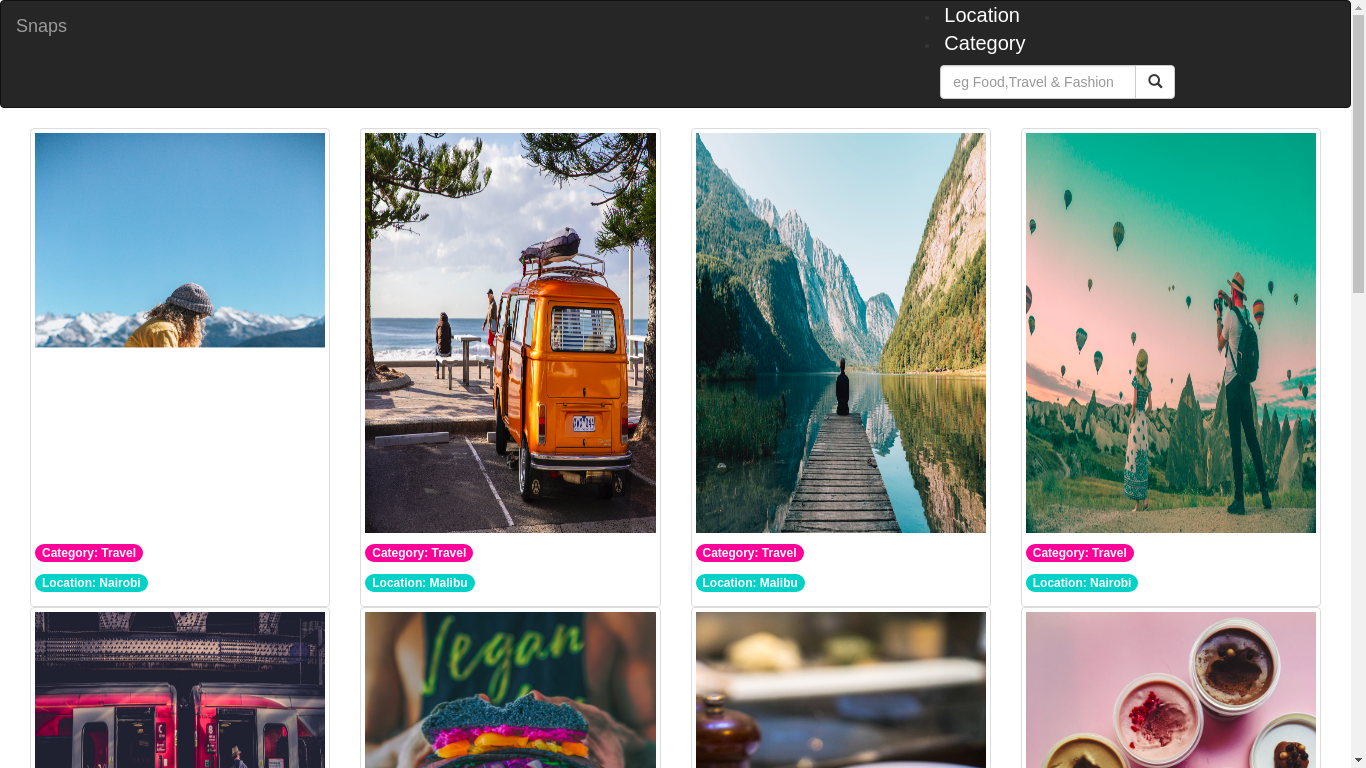 Snaps
Location
Category
eg Food,Travel & Fashion
Category: Travel
Location: Nairobi
Category: Travel
Location: Malibu
Category: Travel
Location: Malibu
Category: Travel
Location: Nairobi
Vegan